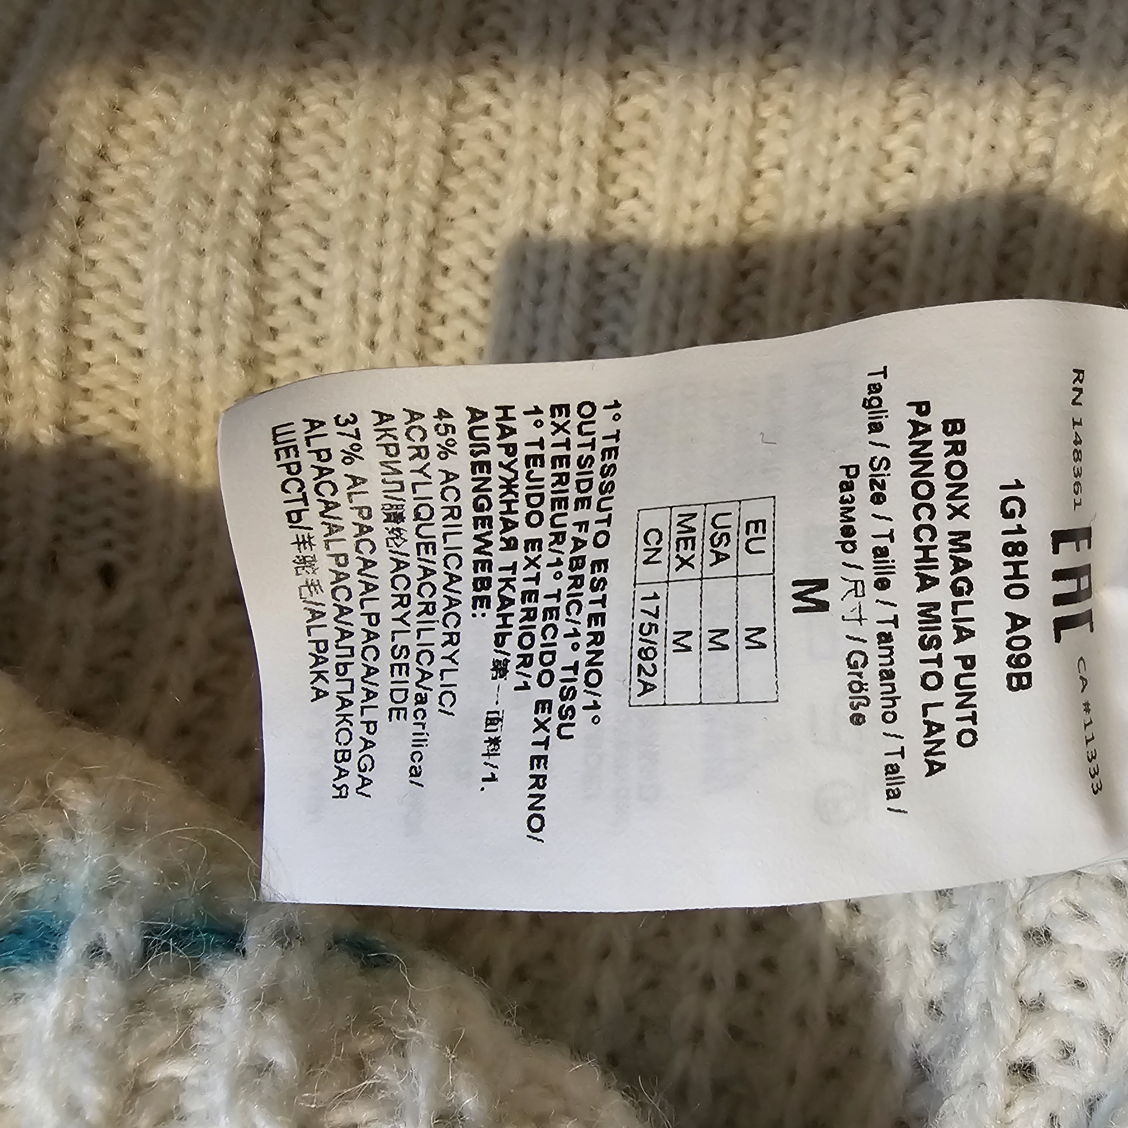 RN 148361 EAC CA #11333
1G18H0 A09B
BRONX MAGLIA PUNTO
PANNOCCHIA MISTO LANA
Taglia / Size / Taille / Tamanho / Talla /
Размер / 尺寸 / Größe
M
EU M
USA M
MEX M
CN 175/92A
1° TESSUTO ESTERNO/1°
OUTSIDE FABRIC/1° TISSU
EXTERIEUR/1° TECIDO EXTERNO/
1° TEJIDO EXTERIOR/1
НАРУЖНАЯ ТКАНЬ/第一面料/1.
AUßENGEWEBE:
45% ACRILICA/ACRYLIC/
ACRYLIQUE/ACRÍLICA/acrílica/
АКРИЛ/腈纶/ACRYLSEIDE
37% ALPACA/ALPACA/ALPAGA/
ALPACA/ALPACA/АЛЬПАКОВАЯ
ШЕРСТЬ/羊驼毛/ALPAKA